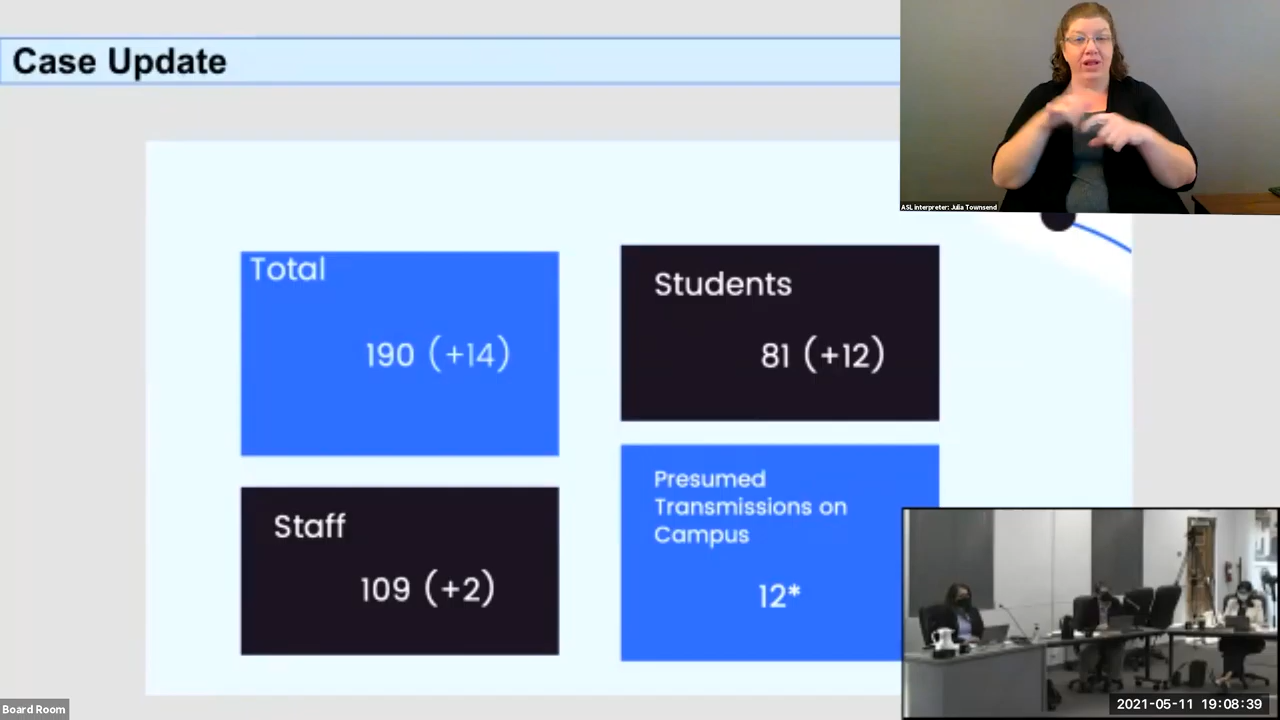 Case Update
ASL interpreter: Julia Townsend
Total
190 (+14)
Students
81 (+12)
Staff
109 (+2)
Presumed
Transmissions on
Campus
12*
Board Room
2021-05-11 19:08:39